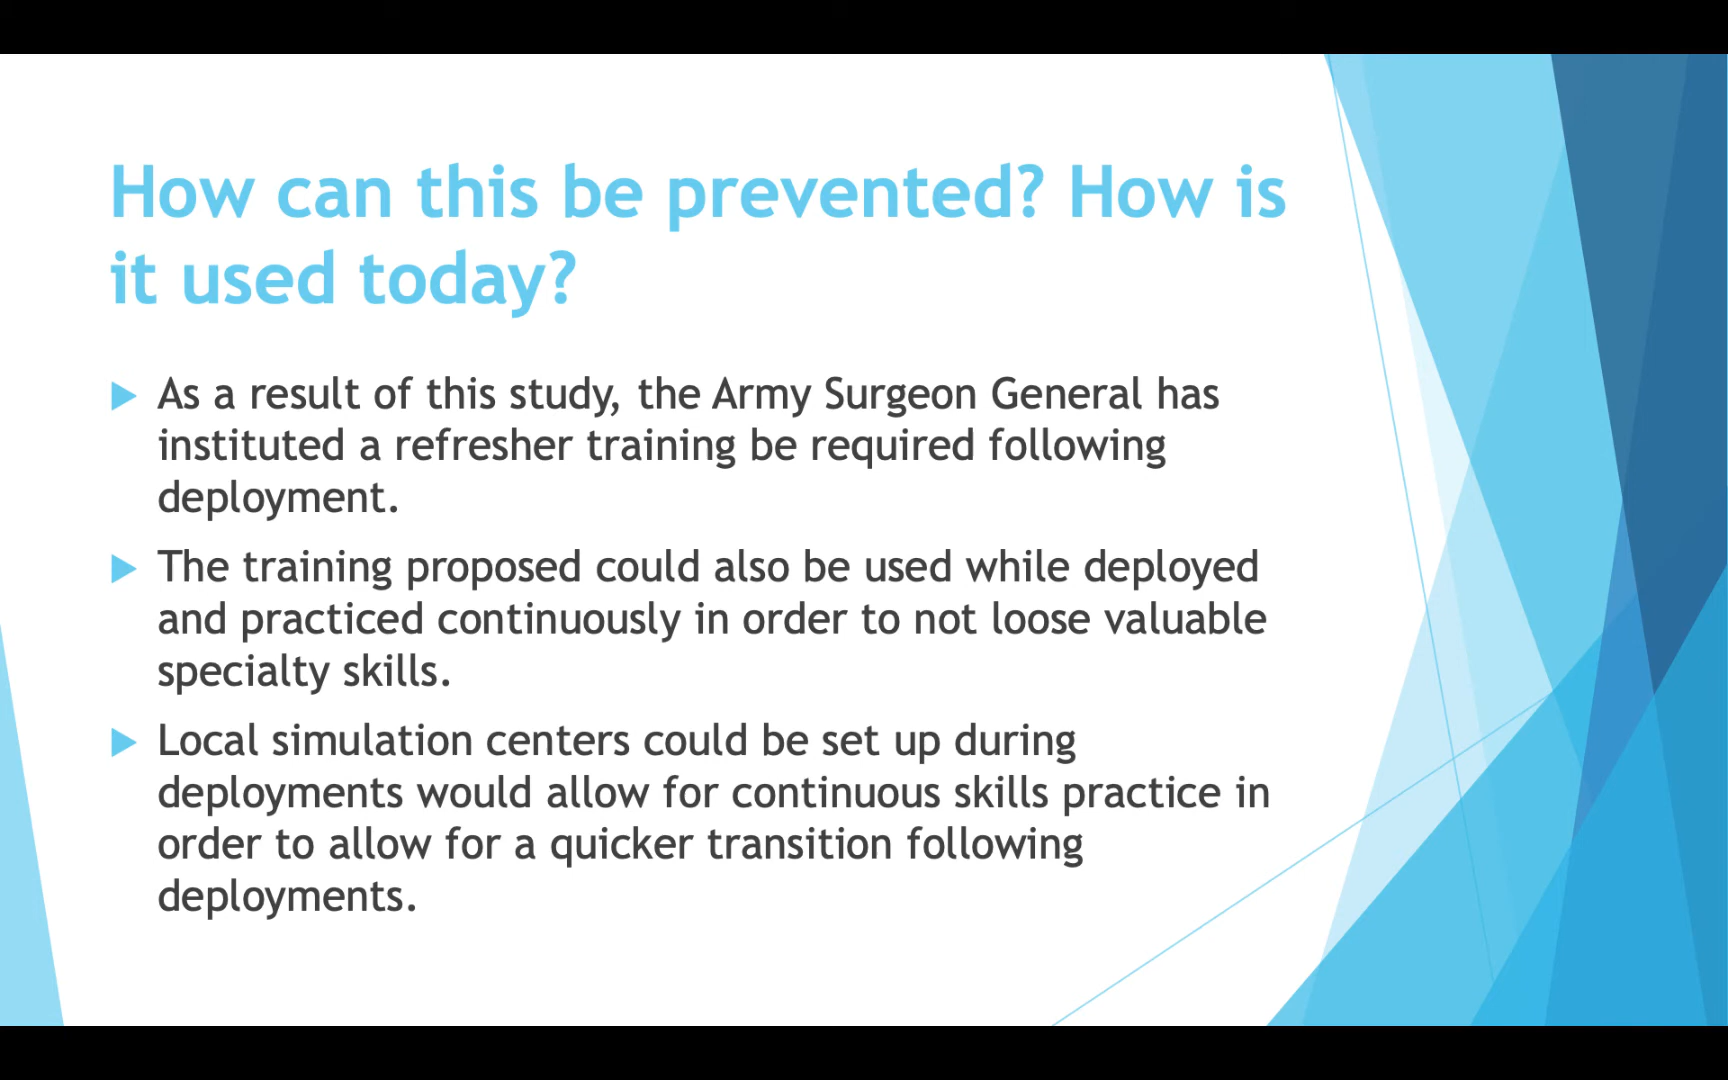 How can this be prevented? How is
it used today?
As a result of this study, the Army Surgeon General has
instituted a refresher training be required following
deployment.
The training proposed could also be used while deployed
and practiced continuously in order to not loose valuable
specialty skills.
Local simulation centers could be set up during
deployments would allow for continuous skills practice in
order to allow for a quicker transition following
deployments.